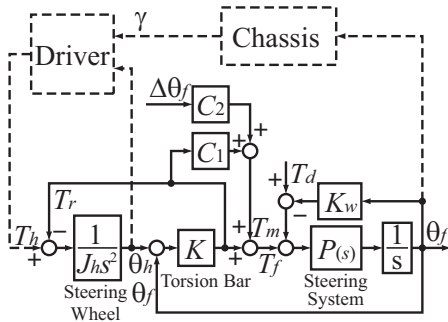 γ
Driver
Chassis
Δθf
C2
+
+
C1
+
Td
Tr
−
Kw
Th
−
+
1
Jhs²
θh
K
+
+
Tm
Tf
+
P(s)
1
s
θf
Steering
Wheel
θf
Torsion Bar
Steering
System